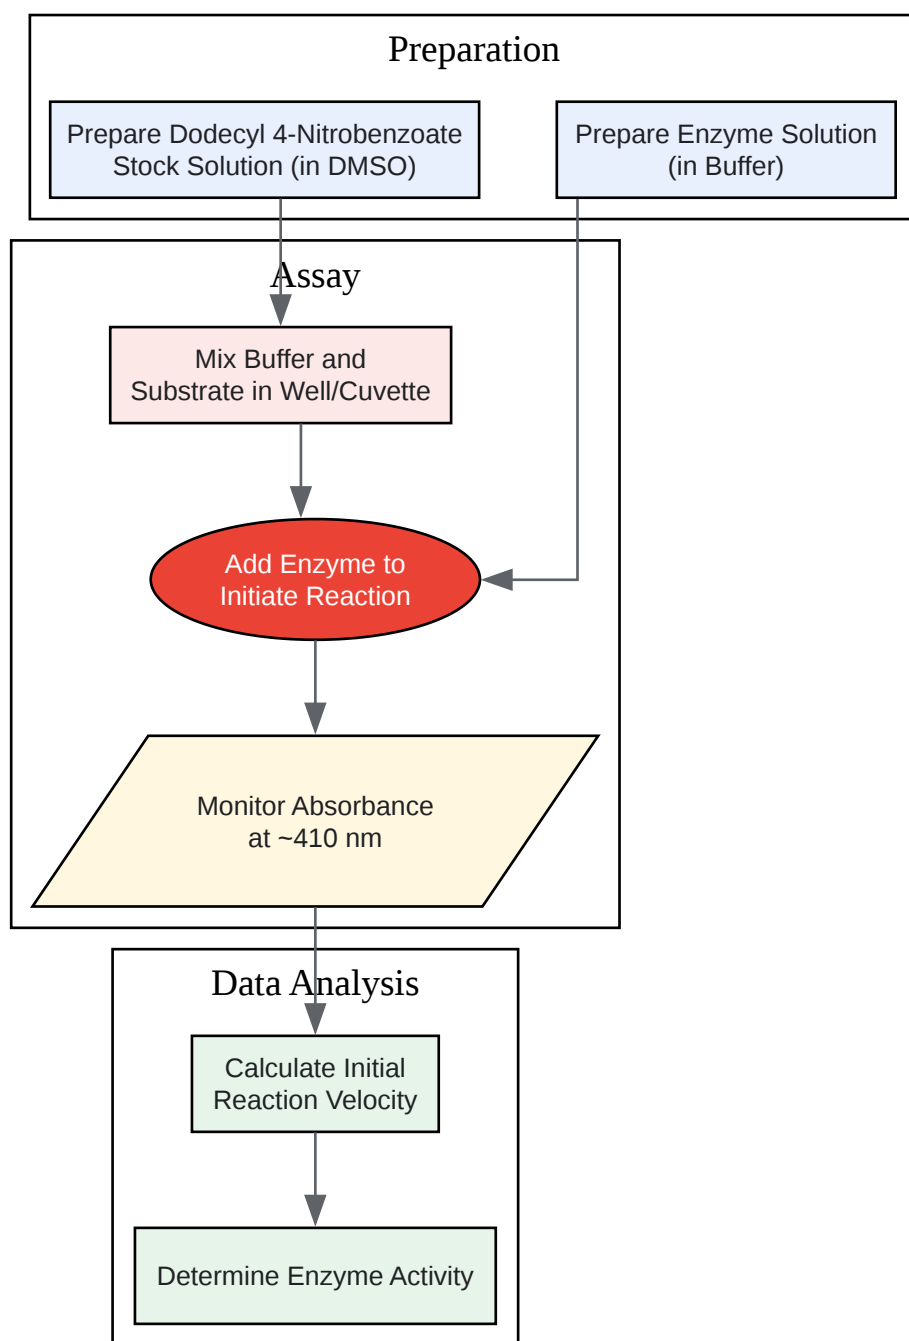 Preparation
Prepare Dodecyl 4-Nitrobenzoate
Stock Solution (in DMSO)
Prepare Enzyme Solution
(in Buffer)
Assay
Mix Buffer and
Substrate in Well/Cuvette
Add Enzyme to
Initiate Reaction
Monitor Absorbance
at ~410 nm
Data Analysis
Calculate Initial
Reaction Velocity
Determine Enzyme Activity